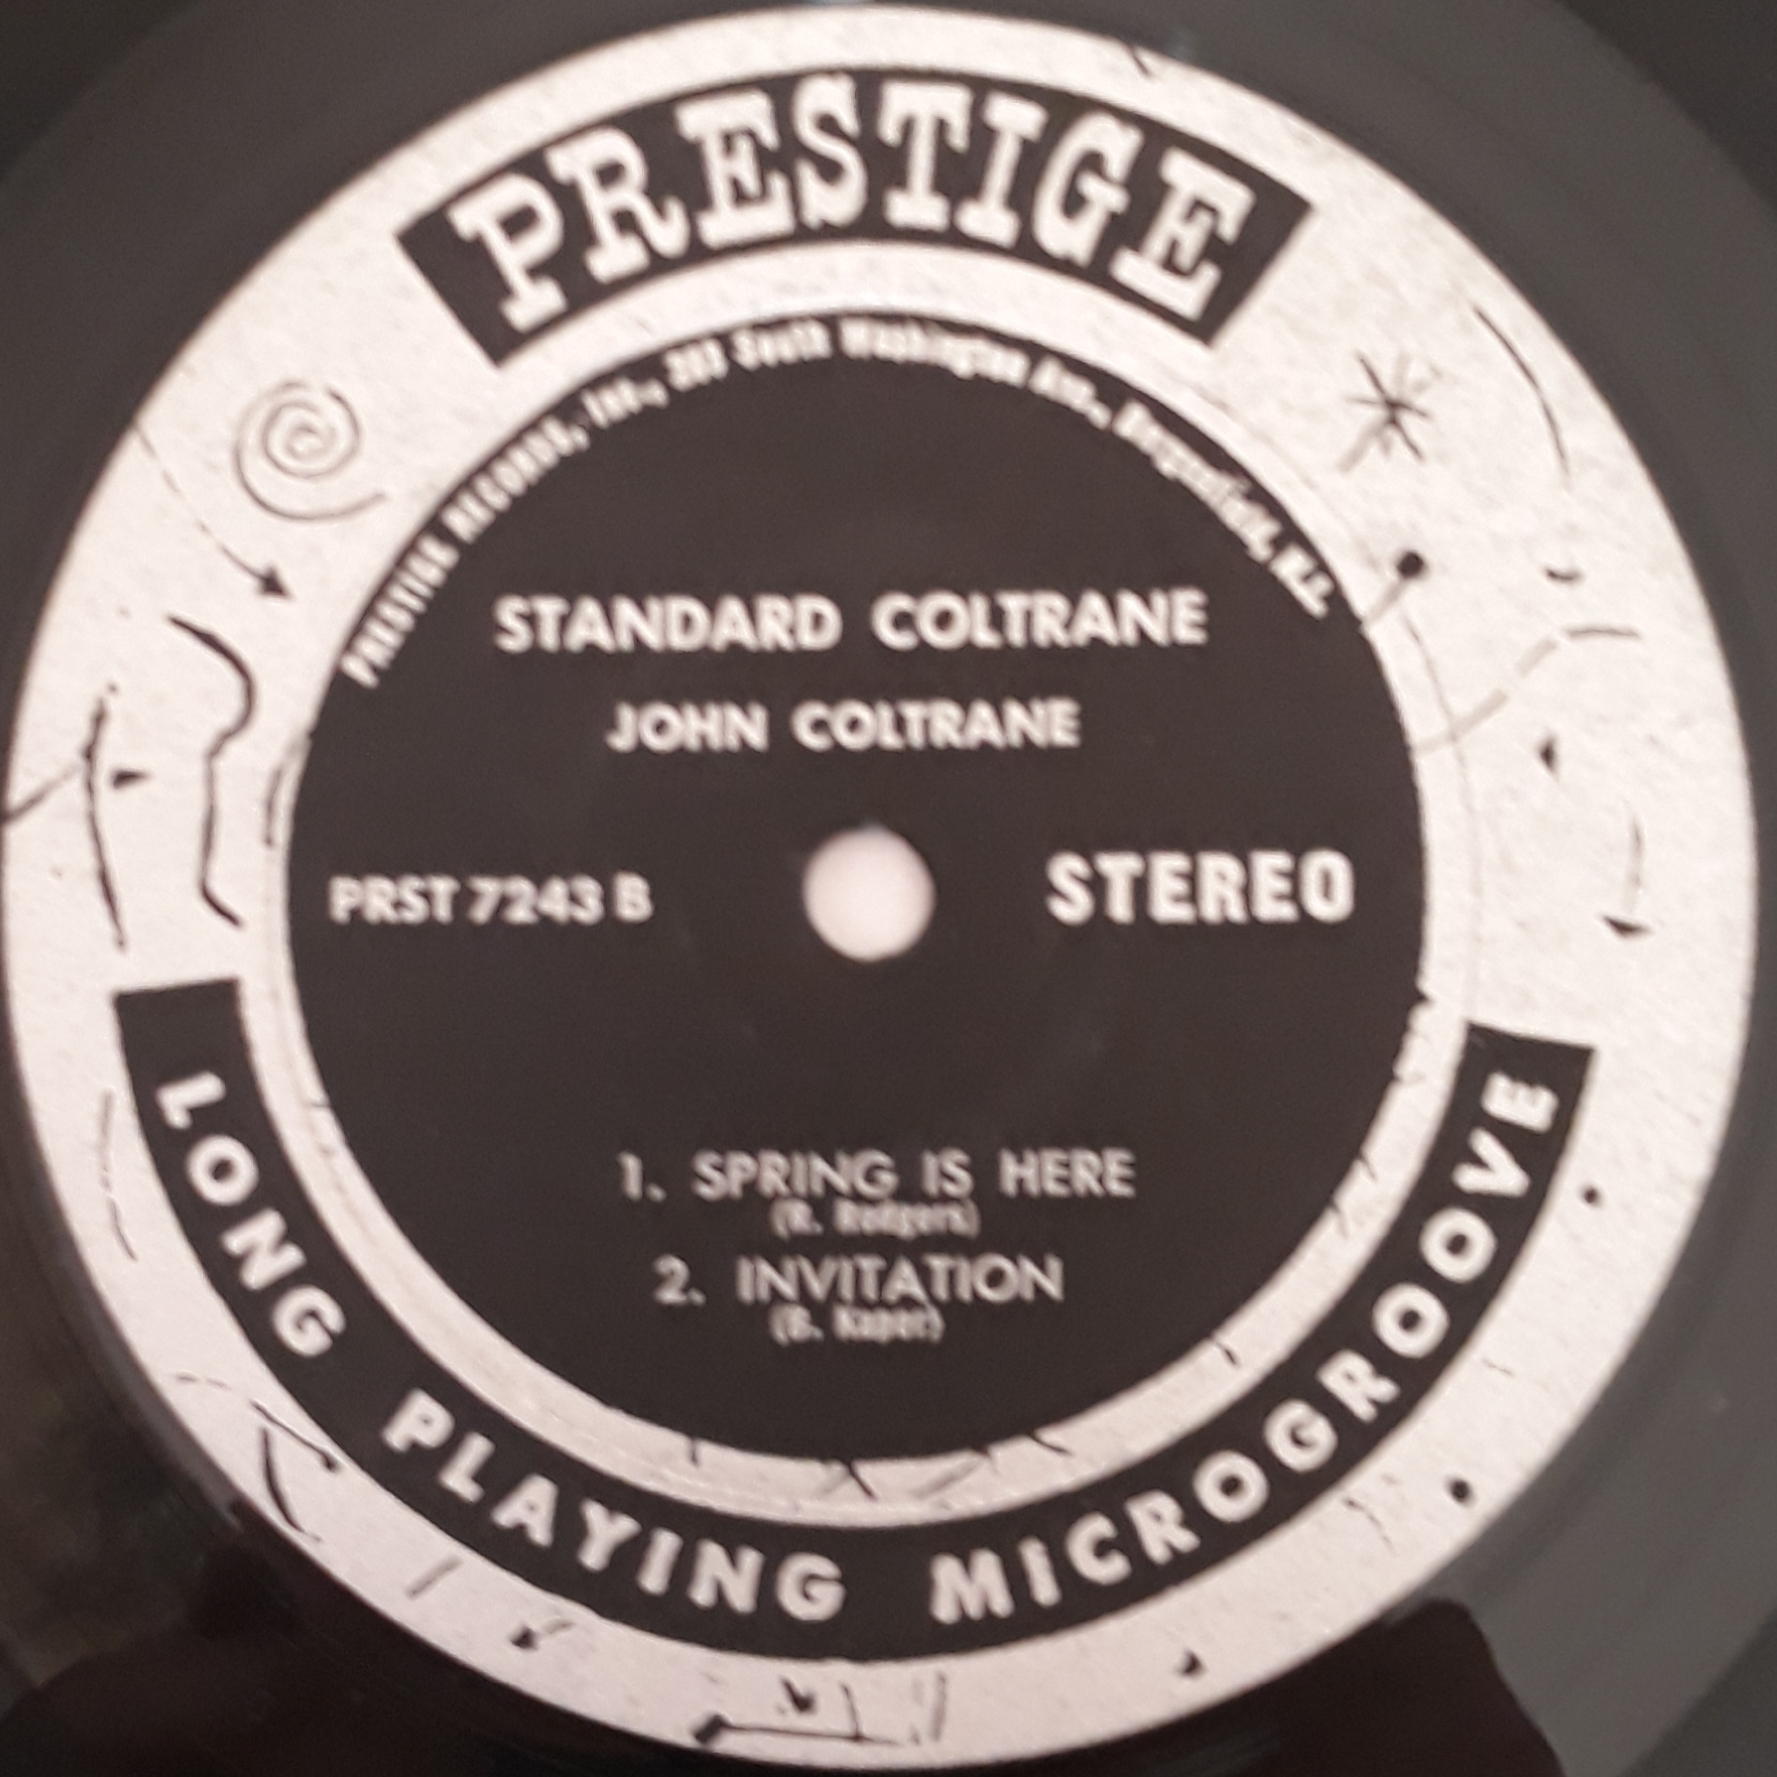 PRESTIGE
PRESTIGE RECORDS, Inc., 203 South Washington Ave., Bergenfield, N.J.
STANDARD COLTRANE
JOHN COLTRANE
PRST 7243 B
STEREO
1. SPRING IS HERE
(R. Rodgers)
2. INVITATION
(B. Kaper)
LONG PLAYING MICROGROOVE